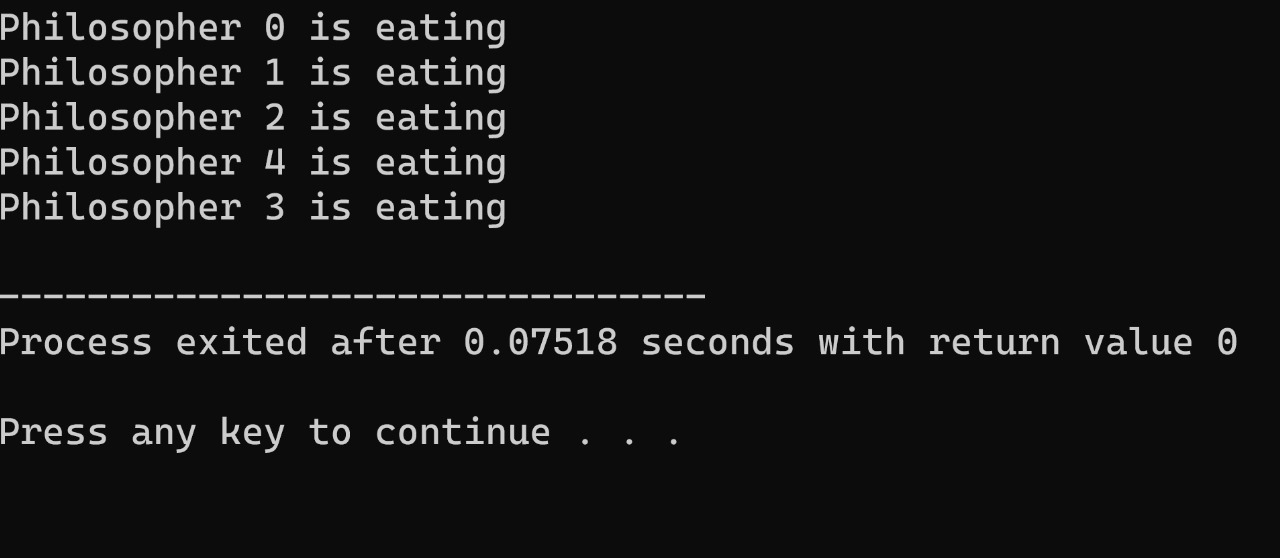 Philosopher 0 is eating
Philosopher 1 is eating
Philosopher 2 is eating
Philosopher 4 is eating
Philosopher 3 is eating
--------------------------------
Process exited after 0.07518 seconds with return value 0
Press any key to continue . . .